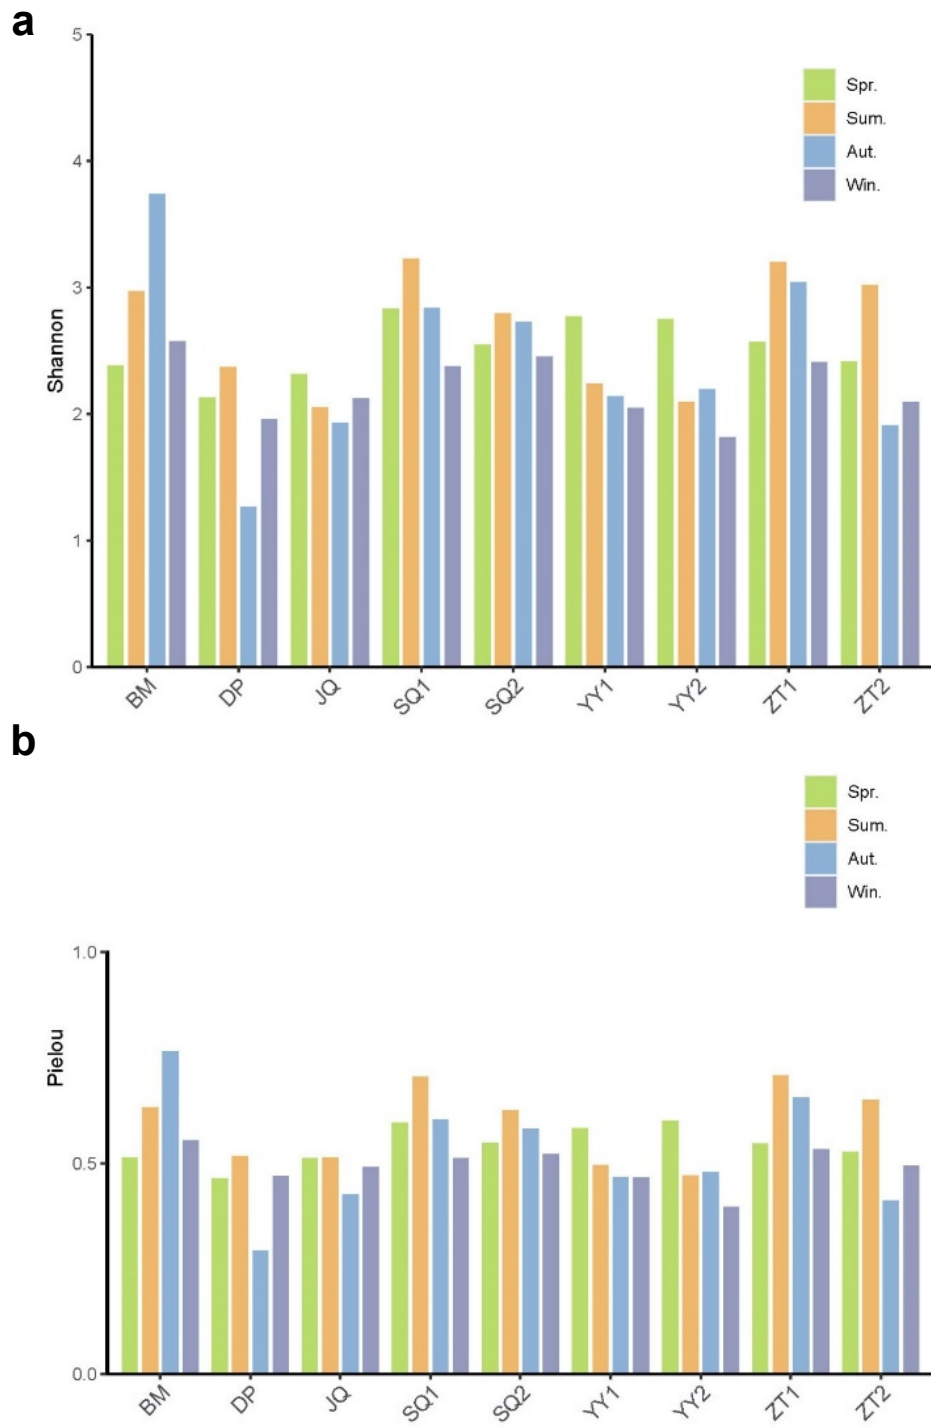 a
5
4
3
2
1
0
Shannon
Spr.
Sum.
Aut.
Win.
BM DP JQ SQ1 SQ2 YY1 YY2 ZT1 ZT2
b
Spr.
Sum.
Aut.
Win.
1.0
0.5
0.0
Pielou
BM DP JQ SQ1 SQ2 YY1 YY2 ZT1 ZT2